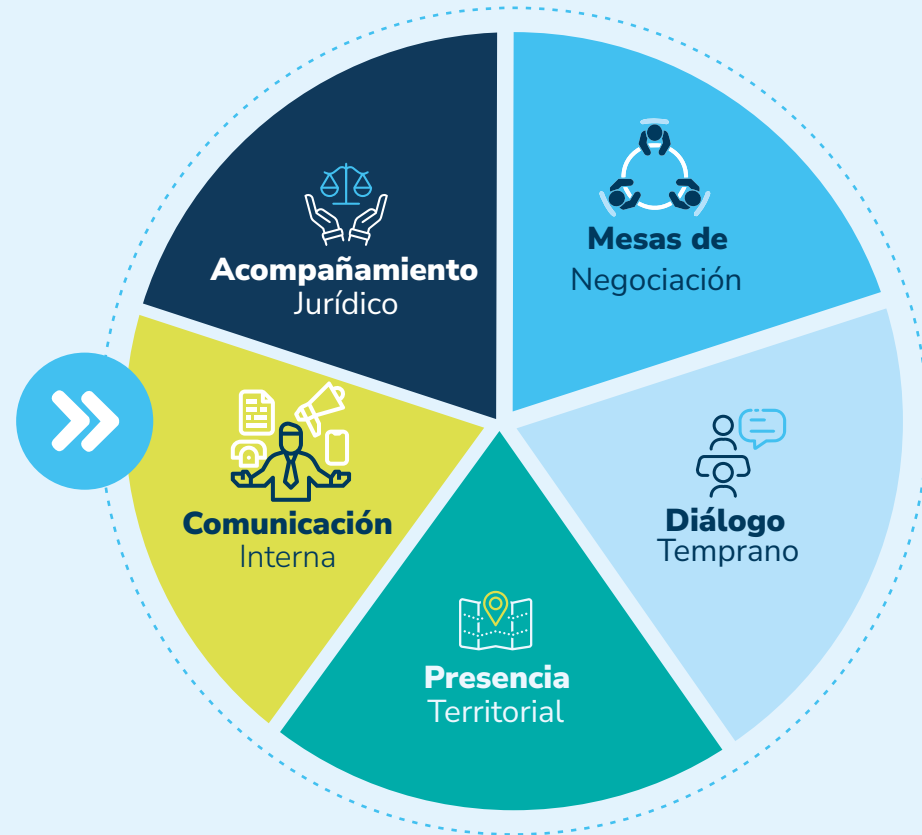 Acompañamiento
Jurídico
Mesas de
Negociación
Comunicación
Interna
Diálogo
Temprano
Presencia
Territorial